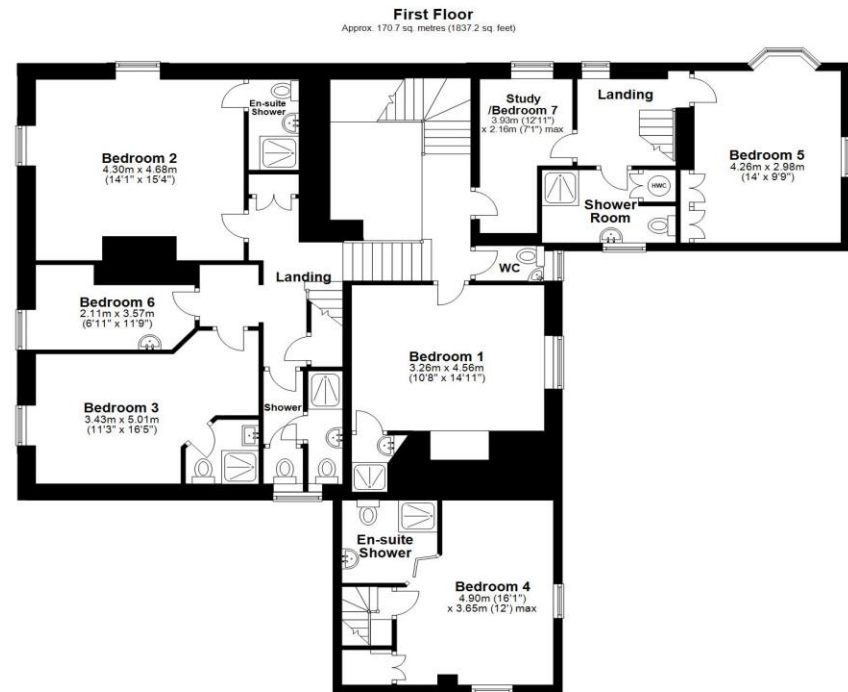 First Floor
Approx. 170.7 sq. metres (1837.2 sq. feet)
En-suite
Shower
Bedroom 2
4.30m x 4.68m
(14'1" x 15'4")
Study
/Bedroom 7
3.93m (12'11")
x 2.16m (7'1") max
Landing
Bedroom 5
4.26m x 2.98m
(14' x 9'9")
HWC
Shower
Room
WC
Landing
Bedroom 6
2.11m x 3.57m
(6'11" x 11'9")
Bedroom 1
3.26m x 4.56m
(10'8" x 14'11")
Bedroom 3
3.43m x 5.01m
(11'3" x 16'5")
Shower
En-suite
Shower
Bedroom 4
4.90m (16'1")
x 3.65m (12') max